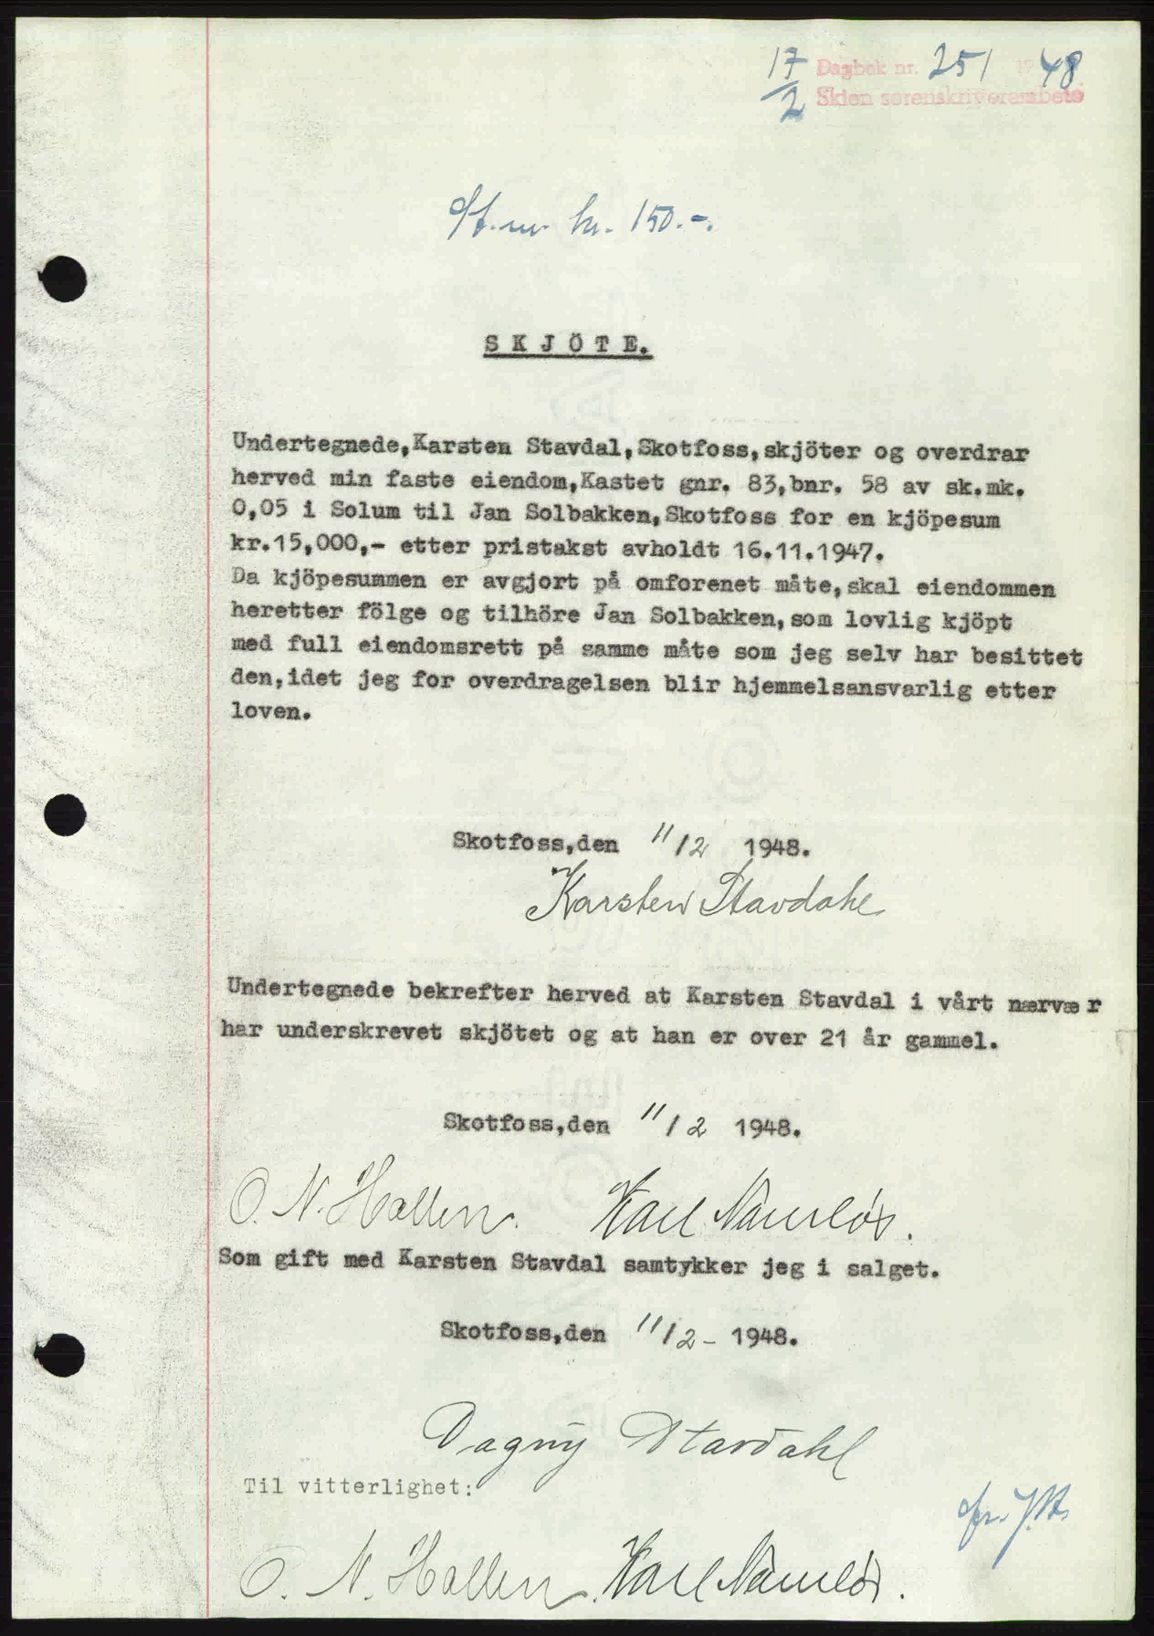 17/2 Dagbok nr. 251 1948
Skien sorenskriverembete
St.m. kr. 150.-.
SKJÖTE.
Undertegnede,Karsten Stavdal,Skotfoss,skjöter og overdrar
herved min faste eiendom,Kastet gnr. 83,bnr. 58 av sk.mk.
0,05 i Solum til Jan Solbakken,Skotfoss for en kjöpesum
kr.15,000,- etter pristakst avholdt 16.11.1947.
Da kjöpesummen er avgjort på omforenet måte,skal eiendommen
heretter fölge og tilhöre Jan Solbakken,som lovlig kjöpt
med full eiendomsrett på samme måte som jeg selv har besittet
den,idet jeg for overdragelsen blir hjemmelsansvarlig etter
loven.
Skotfoss,den 11/2 1948.
Karsten Stavdahl
Undertegnede bekrefter herved at Karsten Stavdal i vårt nærvær
har underskrevet skjötet og at han er over 21 år gammel.
Skotfoss,den 11/2 1948.
O. N. Hollen. Karl Namløs.
Som gift med Karsten Stavdal samtykker jeg i salget.
Skotfoss,den 11/2- 1948.
Dagny Stavdahl
Til vitterlighet:
O. N. Hollen. Karl Namløs.